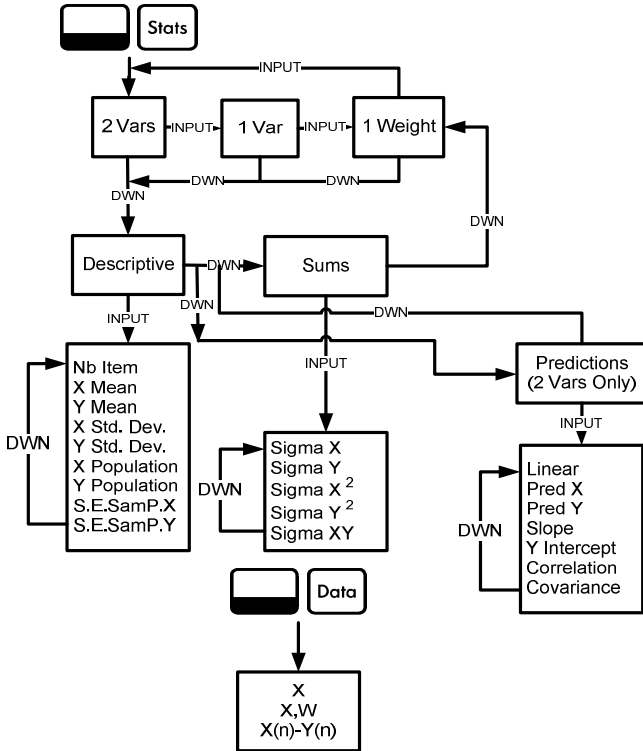 Stats
INPUT
2 Vars
INPUT
1 Var
INPUT
1 Weight
DWN
DWN
DWN
DWN
Descriptive
DWN
Sums
DWN
DWN
INPUT
INPUT
Predictions
(2 Vars Only)
INPUT
Nb Item
X Mean
Y Mean
X Std. Dev.
Y Std. Dev.
X Population
Y Population
S.E.SamP.X
S.E.SamP.Y
DWN
Sigma X
Sigma Y
Sigma X²
Sigma Y²
Sigma XY
DWN
Linear
Pred X
Pred Y
Slope
Y Intercept
Correlation
Covariance
DWN
Data
X
X,W
X(n)-Y(n)